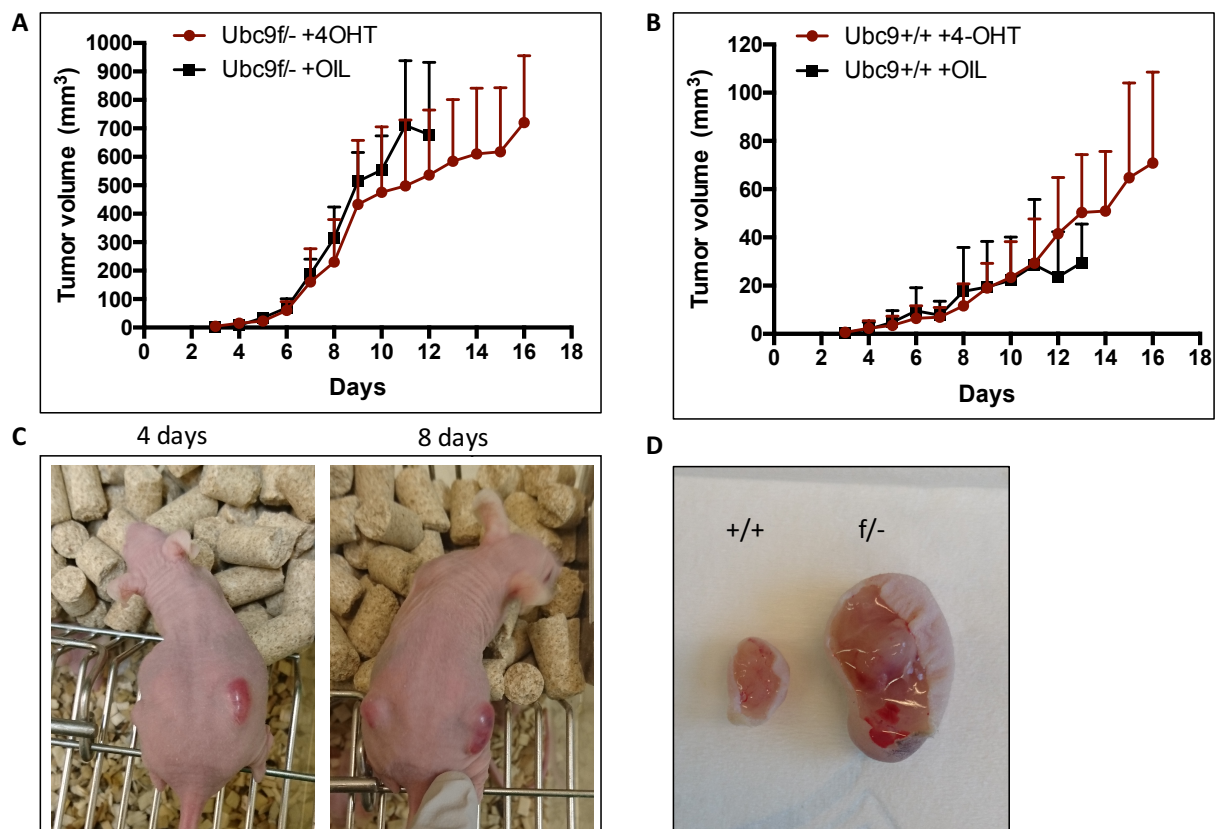 A
Ubc9f/- +4OHT
Ubc9f/- +OIL
Tumor volume (mm³)
1000
900
800
700
600
500
400
300
200
100
0
0 2 4 6 8 10 12 14 16 18
Days
B
Ubc9+/+ +4-OHT
Ubc9+/+ +OIL
Tumor volume (mm³)
120
100
80
60
40
20
0
0 2 4 6 8 10 12 14 16 18
Days
C
4 days 8 days
D
+/+ f/-